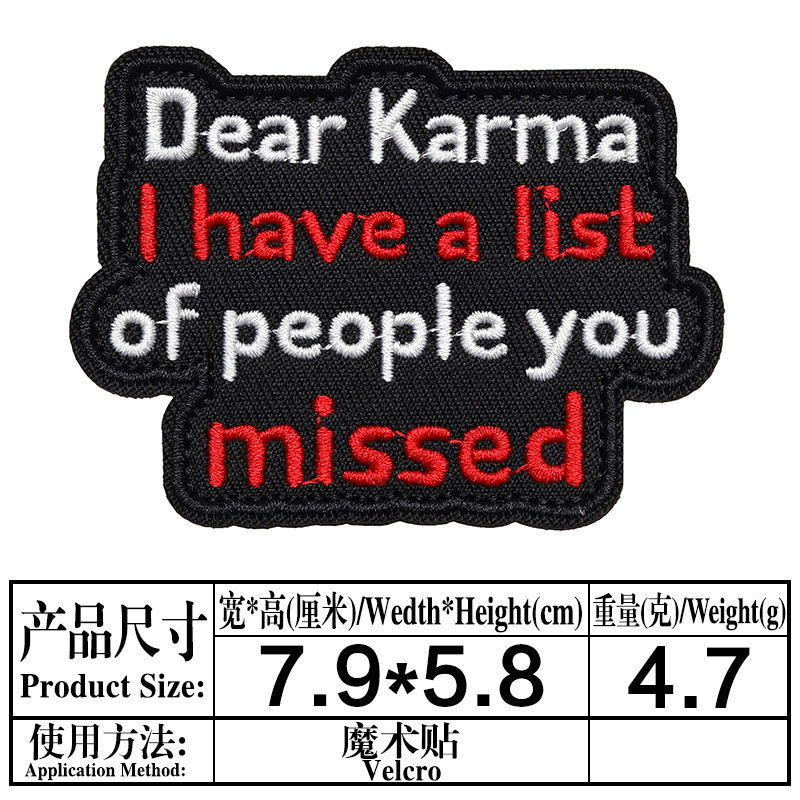 Dear Karma
I have a list
of people you
missed
产品尺寸
Product Size:
宽*高(厘米)/Wedth*Height(cm)
7.9*5.8
重量(克)/Weight(g)
4.7
使用方法:
Application Method:
魔术贴
Velcro